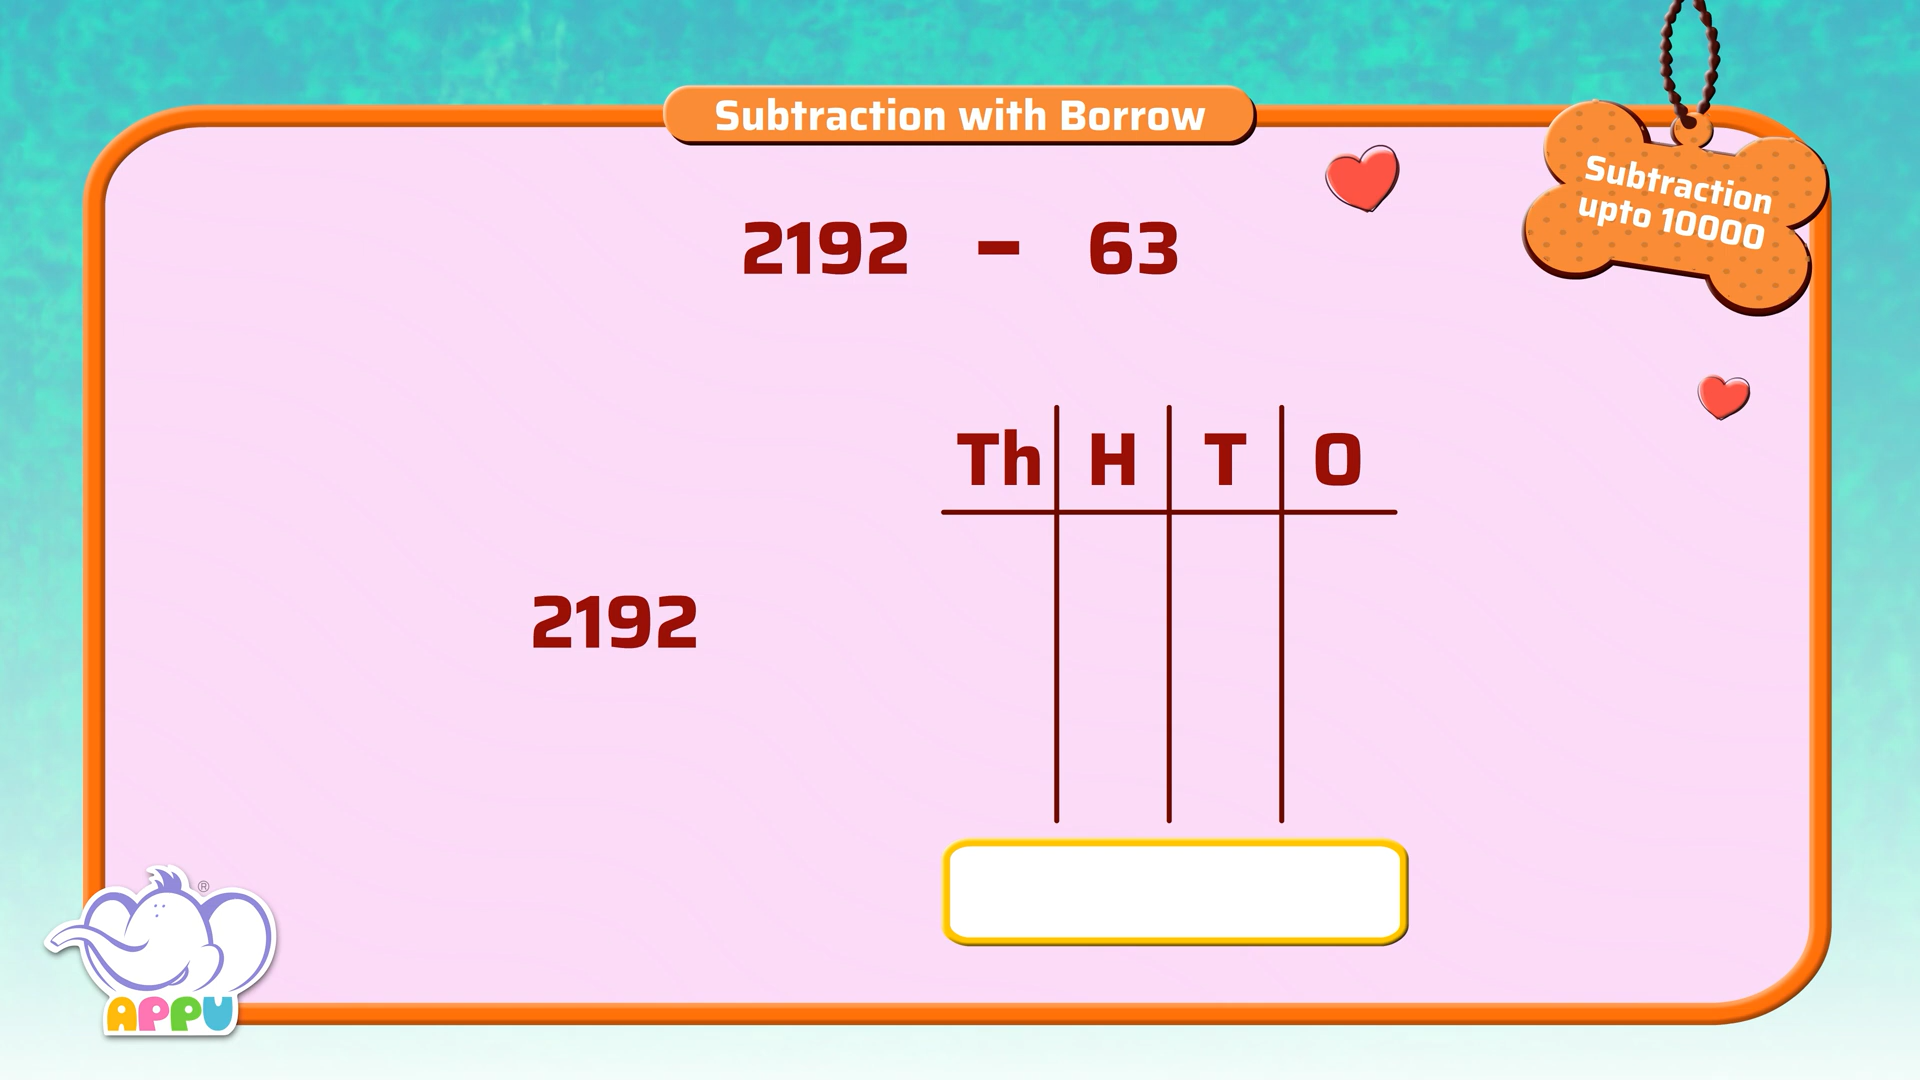 Subtraction with Borrow
Subtraction
upto 10000
2192 - 63
Th H T O
2192
®
APPU